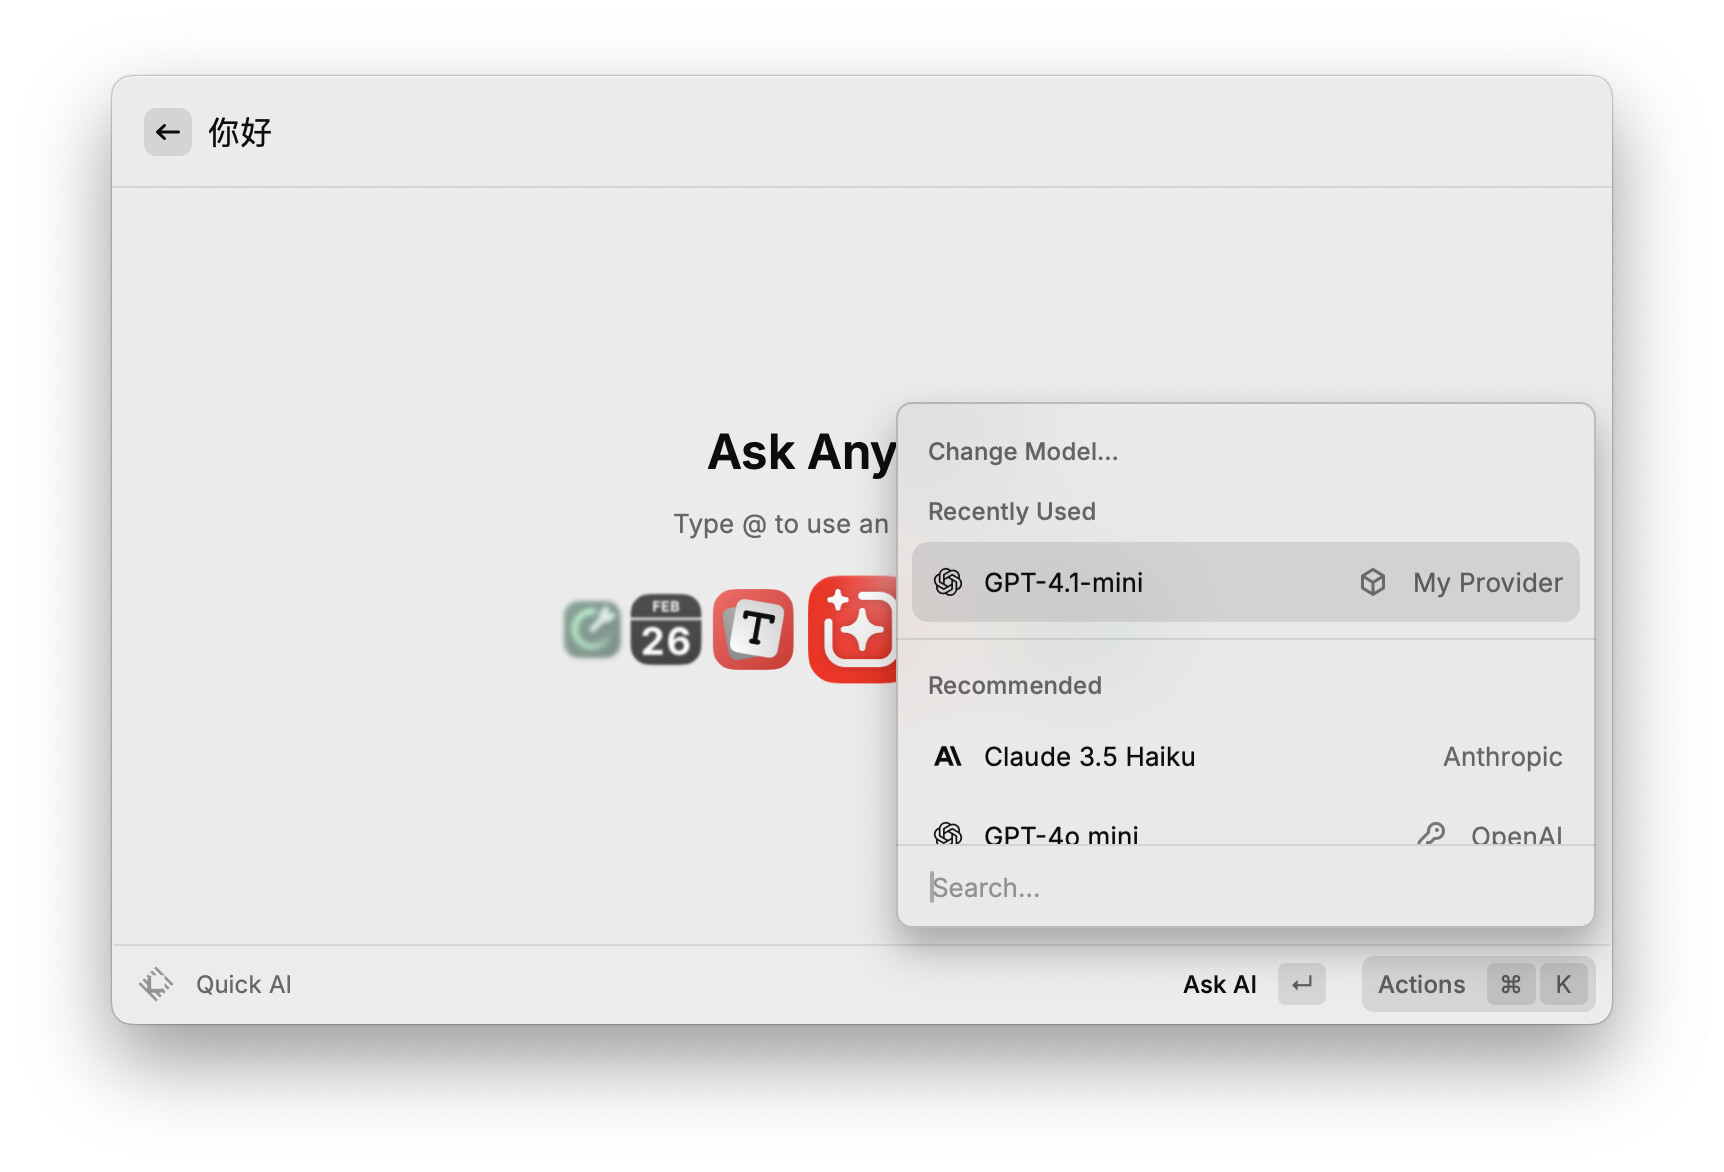 你好
Ask Any
Type @ to use an
FEB
26
T
Change Model...
Recently Used
GPT-4.1-mini My Provider
Recommended
Claude 3.5 Haiku Anthropic
GPT-4o mini OpenAI
Search...
Quick AI
Ask AI ↵ Actions ⌘ K